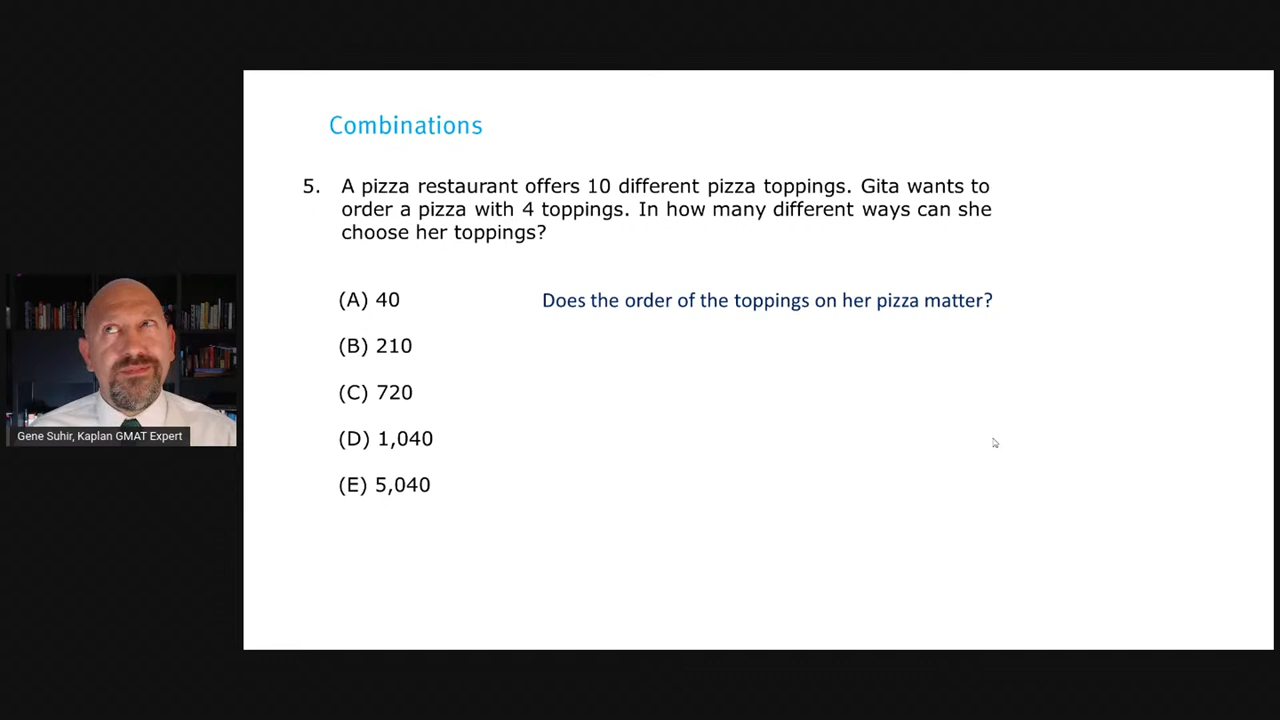 Combinations
5. A pizza restaurant offers 10 different pizza toppings. Gita wants to
order a pizza with 4 toppings. In how many different ways can she
choose her toppings?
(A) 40
Does the order of the toppings on her pizza matter?
(B) 210
(C) 720
(D) 1,040
(E) 5,040
Gene Suhir, Kaplan GMAT Expert